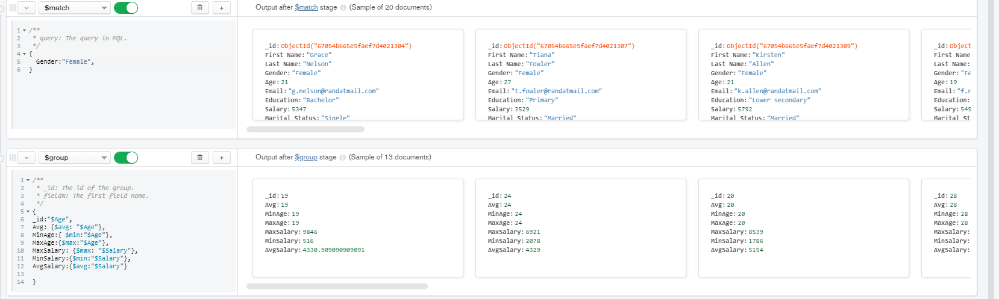 $match
+
Output after $match stage (Sample of 20 documents)
1 /**
2  * query: The query in MQL.
3  */
4 {
5   Gender:"Female",
6 }
_id: ObjectId("67054b665e5faef7d4021304")
First Name: "Grace"
Last Name: "Nelson"
Gender: "Female"
Age: 21
Email: "g.nelson@randatmail.com"
Education: "Bachelor"
Salary: 5347
Marital Status: "Single"
_id: ObjectId("67054b665e5faef7d4021307")
First Name: "Tiana"
Last Name: "Fowler"
Gender: "Female"
Age: 27
Email: "t.fowler@randatmail.com"
Education: "Primary"
Salary: 3529
Marital Status: "Married"
_id: ObjectId("67054b665e5faef7d4021309")
First Name: "Kirsten"
Last Name: "Allen"
Gender: "Female"
Age: 21
Email: "k.allen@randatmail.com"
Education: "Lower secondary"
Salary: 5792
Marital Status: "Married"
_id: Object
First Name
Last Name:
Gender: "Fe
Age: 19
Email: "f.r
Education:
Salary: 549
Marital St
$group
+
Output after $group stage (Sample of 13 documents)
1 /**
2  * _id: The id of the group.
3  * fieldN: The first field name.
4  */
5 {
6 _id:"$Age",
7 Avg: {$avg: "$Age"},
8 MinAge:{ $min:"$Age"},
9 MaxAge:{$max:"$Age"},
10 MaxSalary: {$max: "$Salary"},
11 MinSalary:{$min:"$Salary"},
12 AvgSalary:{$avg:"$Salary"}
13
14 }
_id: 19
Avg: 19
MinAge: 19
MaxAge: 19
MaxSalary: 9846
MinSalary: 516
AvgSalary: 4330.909090909091
_id: 24
Avg: 24
MinAge: 24
MaxAge: 24
MaxSalary: 6921
MinSalary: 2078
AvgSalary: 4329
_id: 20
Avg: 20
MinAge: 20
MaxAge: 20
MaxSalary: 8539
MinSalary: 1786
AvgSalary: 5154
_id: 28
Avg: 28
MinAge: 28
MaxAge: 28
MaxSalary:
MinSalary:
AvgSalary: